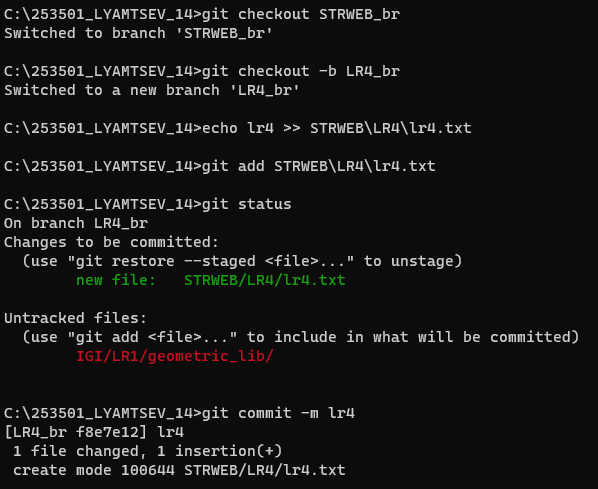 C:\253501_LYAMTSEV_14>git checkout STRWEB_br
Switched to branch 'STRWEB_br'
C:\253501_LYAMTSEV_14>git checkout -b LR4_br
Switched to a new branch 'LR4_br'
C:\253501_LYAMTSEV_14>echo lr4 >> STRWEB\LR4\lr4.txt
C:\253501_LYAMTSEV_14>git add STRWEB\LR4\lr4.txt
C:\253501_LYAMTSEV_14>git status
On branch LR4_br
Changes to be committed:
  (use "git restore --staged <file>..." to unstage)
        new file:   STRWEB/LR4/lr4.txt
Untracked files:
  (use "git add <file>..." to include in what will be committed)
        IGI/LR1/geometric_lib/
C:\253501_LYAMTSEV_14>git commit -m lr4
[LR4_br f8e7e12] lr4
 1 file changed, 1 insertion(+)
 create mode 100644 STRWEB/LR4/lr4.txt